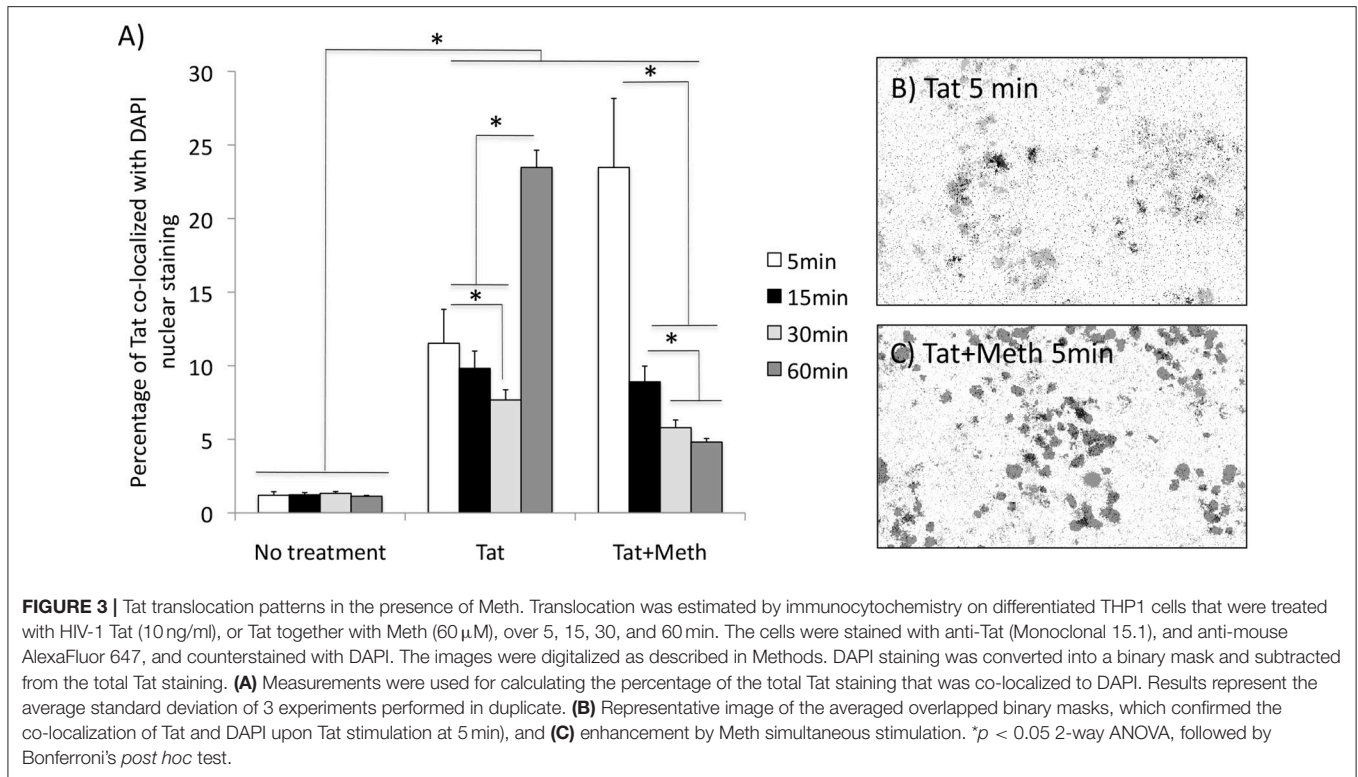 A)
*
30
25
20
15
10
5
0
Percentage of Tat co-localized with DAPI
nuclear staining
*
*
*
*
No treatment
Tat
Tat+Meth
5min
15min
30min
60min
B) Tat 5 min
C) Tat+Meth 5min
FIGURE 3 | Tat translocation patterns in the presence of Meth. Translocation was estimated by immunocytochemistry on differentiated THP1 cells that were treated
with HIV-1 Tat (10 ng/ml), or Tat together with Meth (60 μM), over 5, 15, 30, and 60 min. The cells were stained with anti-Tat (Monoclonal 15.1), and anti-mouse
AlexaFluor 647, and counterstained with DAPI. The images were digitalized as described in Methods. DAPI staining was converted into a binary mask and subtracted
from the total Tat staining. (A) Measurements were used for calculating the percentage of the total Tat staining that was co-localized to DAPI. Results represent the
average standard deviation of 3 experiments performed in duplicate. (B) Representative image of the averaged overlapped binary masks, which confirmed the
co-localization of Tat and DAPI upon Tat stimulation at 5 min), and (C) enhancement by Meth simultaneous stimulation. *p < 0.05 2-way ANOVA, followed by
Bonferroni's post hoc test.